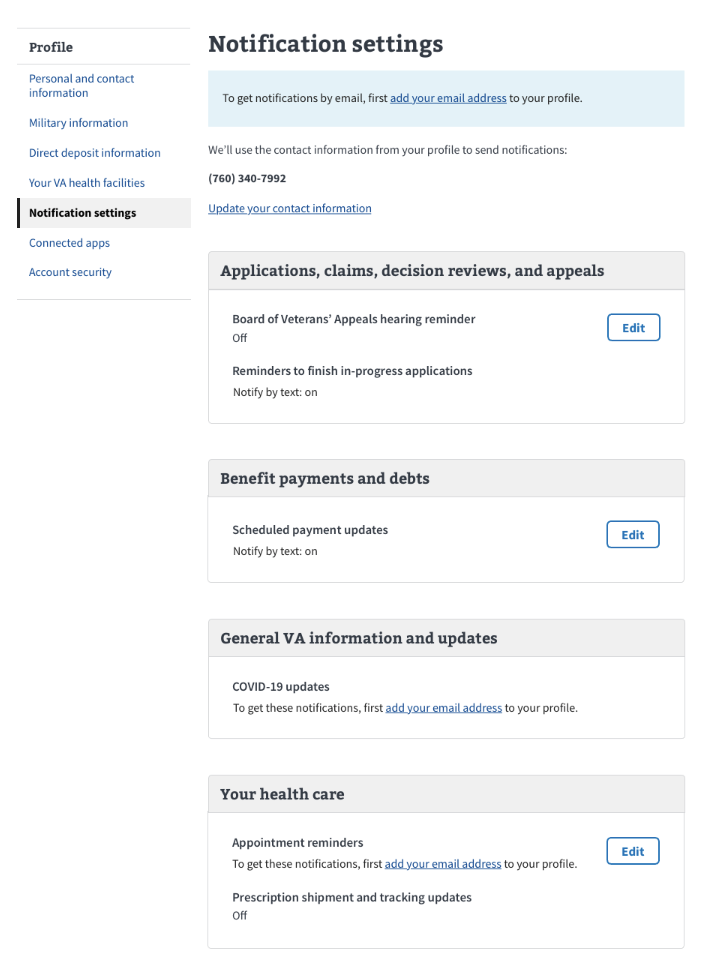 Profile
Personal and contact
information
Military information
Direct deposit information
Your VA health facilities
Notification settings
Connected apps
Account security
Notification settings
To get notifications by email, first add your email address to your profile.
We’ll use the contact information from your profile to send notifications:
(760) 340-7992
Update your contact information
Applications, claims, decision reviews, and appeals
Board of Veterans’ Appeals hearing reminder
Edit
Off
Reminders to finish in-progress applications
Notify by text: on
Benefit payments and debts
Scheduled payment updates
Edit
Notify by text: on
General VA information and updates
COVID-19 updates
To get these notifications, first add your email address to your profile.
Your health care
Appointment reminders
Edit
To get these notifications, first add your email address to your profile.
Prescription shipment and tracking updates
Off